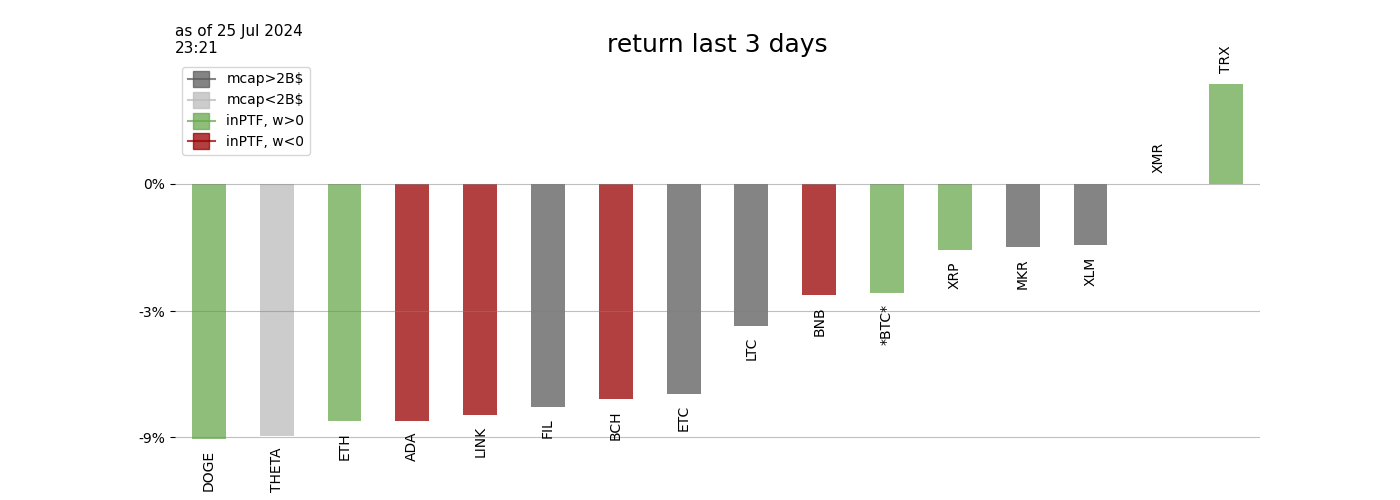 as of 25 Jul 2024
23:21
return last 3 days
mcap>2B$
mcap<2B$
inPTF, w>0
inPTF, w<0
0%
-3%
-9%
DOGE
THETA
ETH
ADA
LINK
FIL
BCH
ETC
LTC
BNB
*BTC*
XRP
MKR
XLM
XMR
TRX